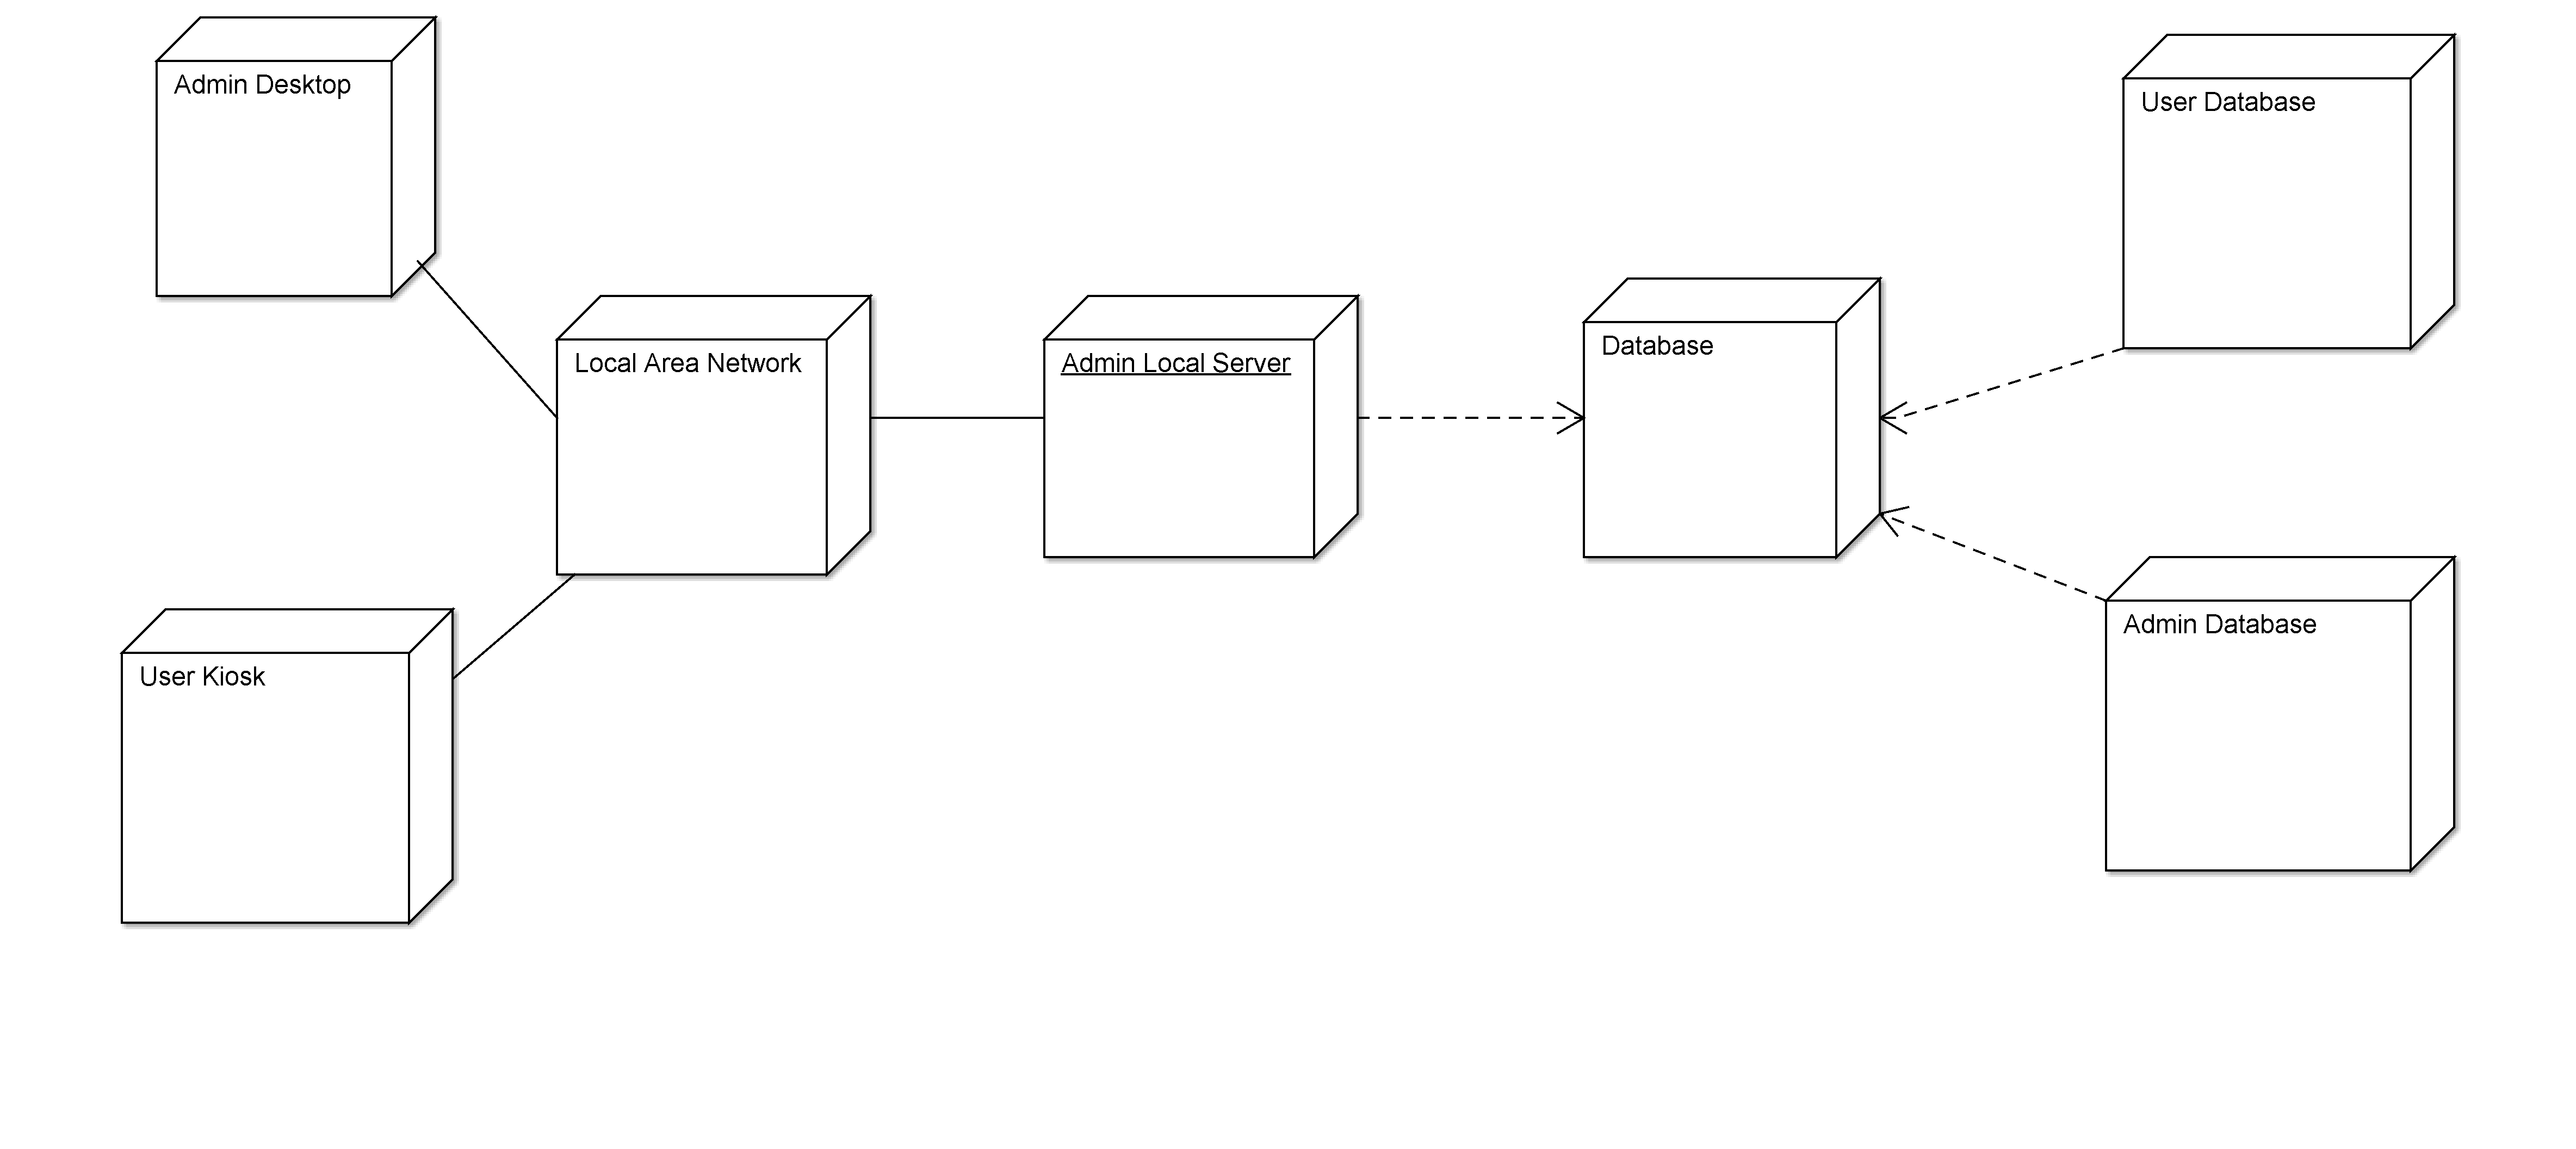 Admin Desktop
User Database
Local Area Network
Admin Local Server
Database
User Kiosk
Admin Database